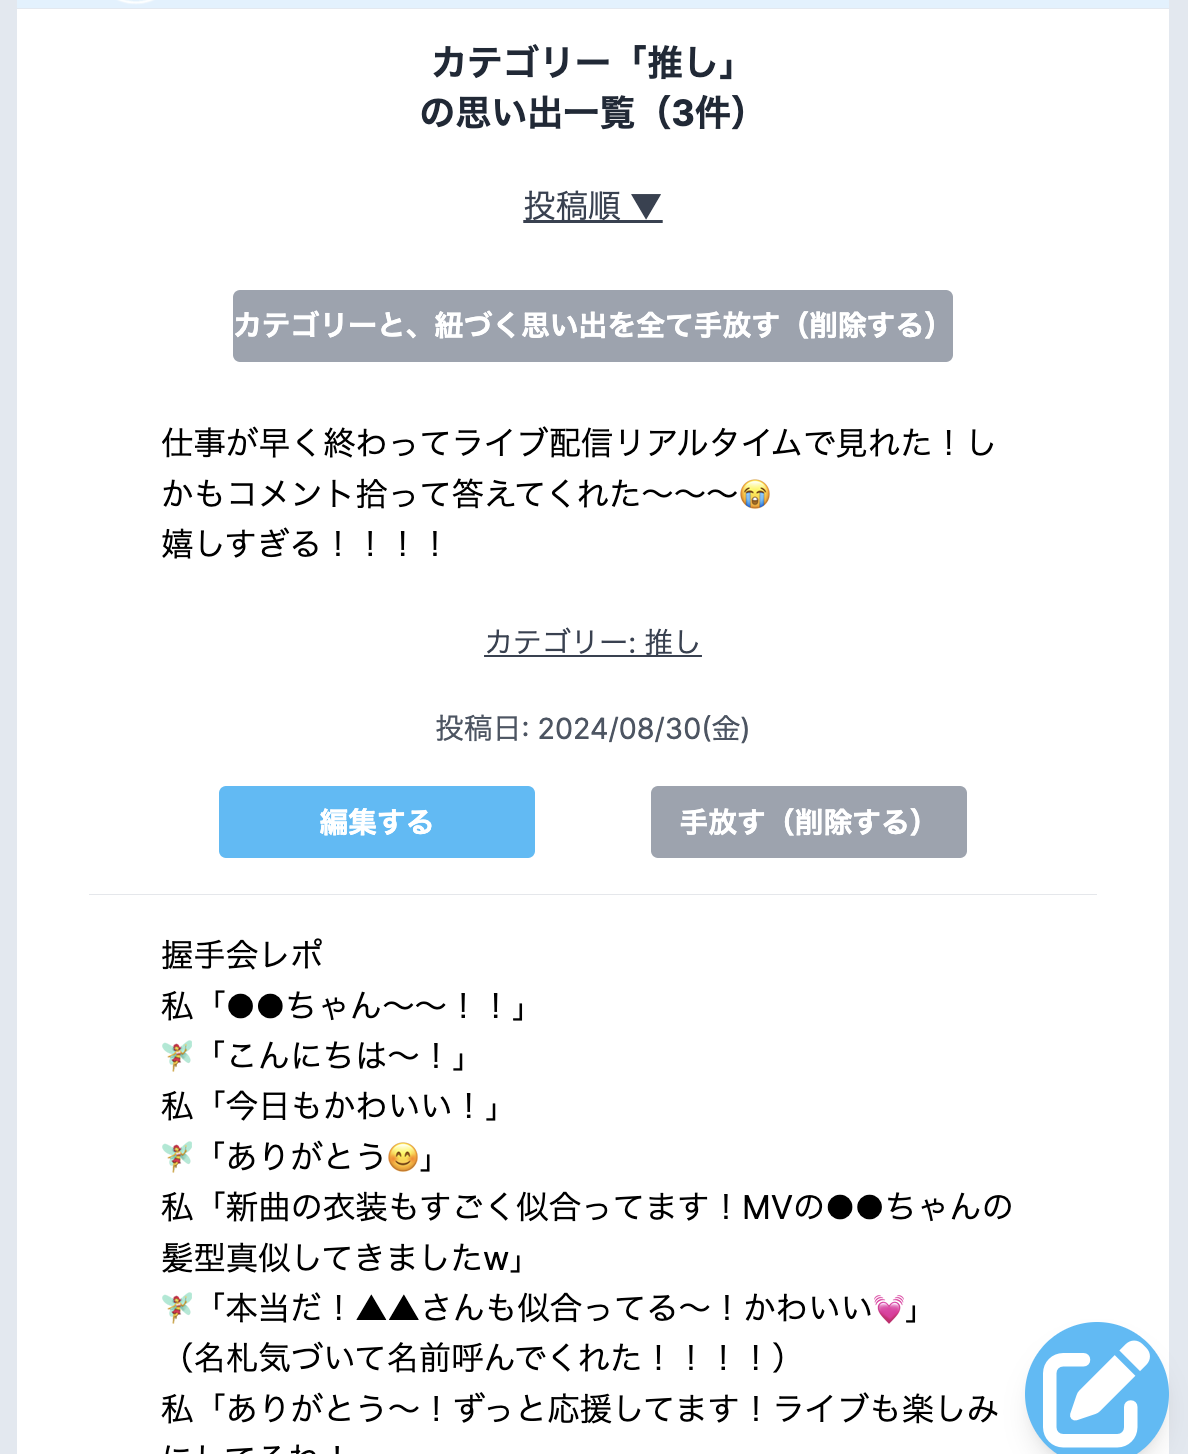 カテゴリー「推し」
の思い出一覧（3件）
投稿順 ▼
カテゴリーと、紐づく思い出を全て手放す（削除する）
仕事が早く終わってライブ配信リアルタイムで見れた！し
かもコメント拾って答えてくれた〜〜〜😭
嬉しすぎる！！！！
カテゴリー: 推し
投稿日: 2024/08/30(金)
編集する
手放す（削除する）
握手会レポ
私「●●ちゃん〜〜！！」
🧚「こんにちは〜！」
私「今日もかわいい！」
🧚「ありがとう😊」
私「新曲の衣装もすごく似合ってます！MVの●●ちゃんの
髪型真似してきましたw」
🧚「本当だ！▲▲さんも似合ってる〜！かわいい💓」
（名札気づいて名前呼んでくれた！！！！）
私「ありがとう〜！ずっと応援してます！ライブも楽しみ